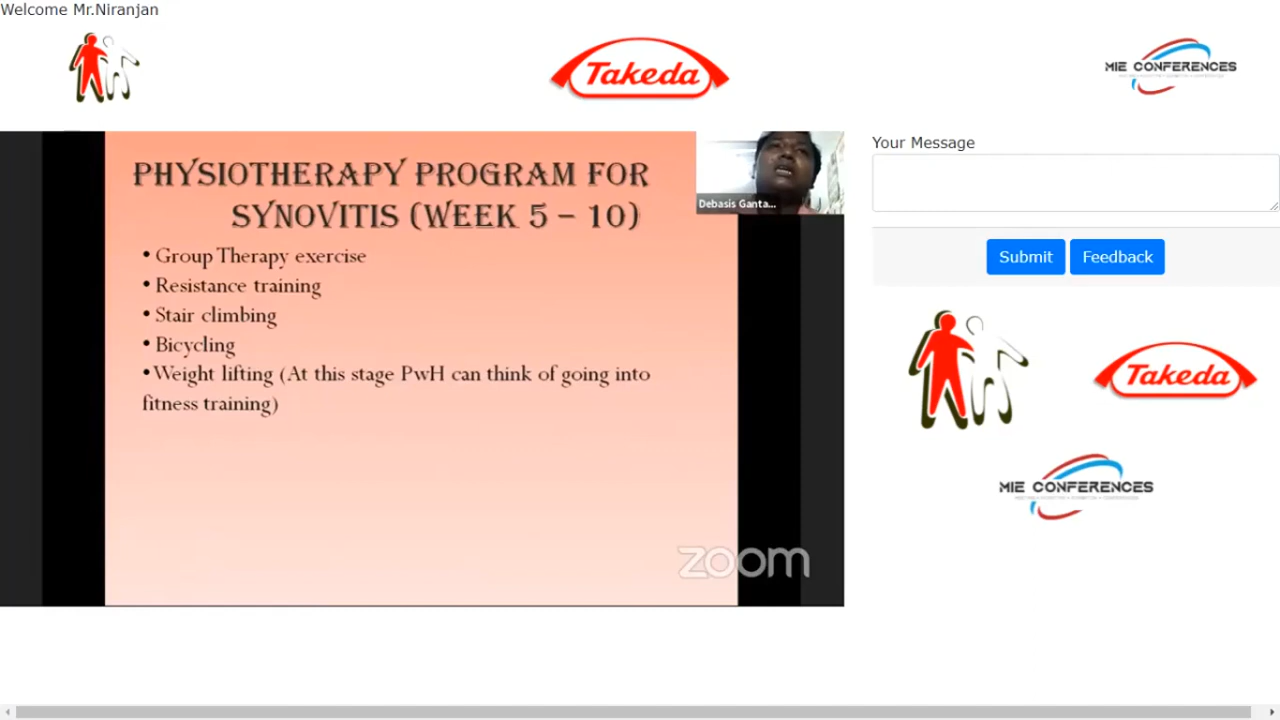 Welcome Mr.Niranjan
Takeda
MIE CONFERENCES
PHYSIOTHERAPY PROGRAM FOR
SYNOVITIS (WEEK 5 – 10)
• Group Therapy exercise
• Resistance training
• Stair climbing
• Bicycling
•Weight lifting (At this stage PwH can think of going into
fitness training)
Debasis Ganta...
zoom
Your Message
Submit
Feedback
Takeda
MIE CONFERENCES